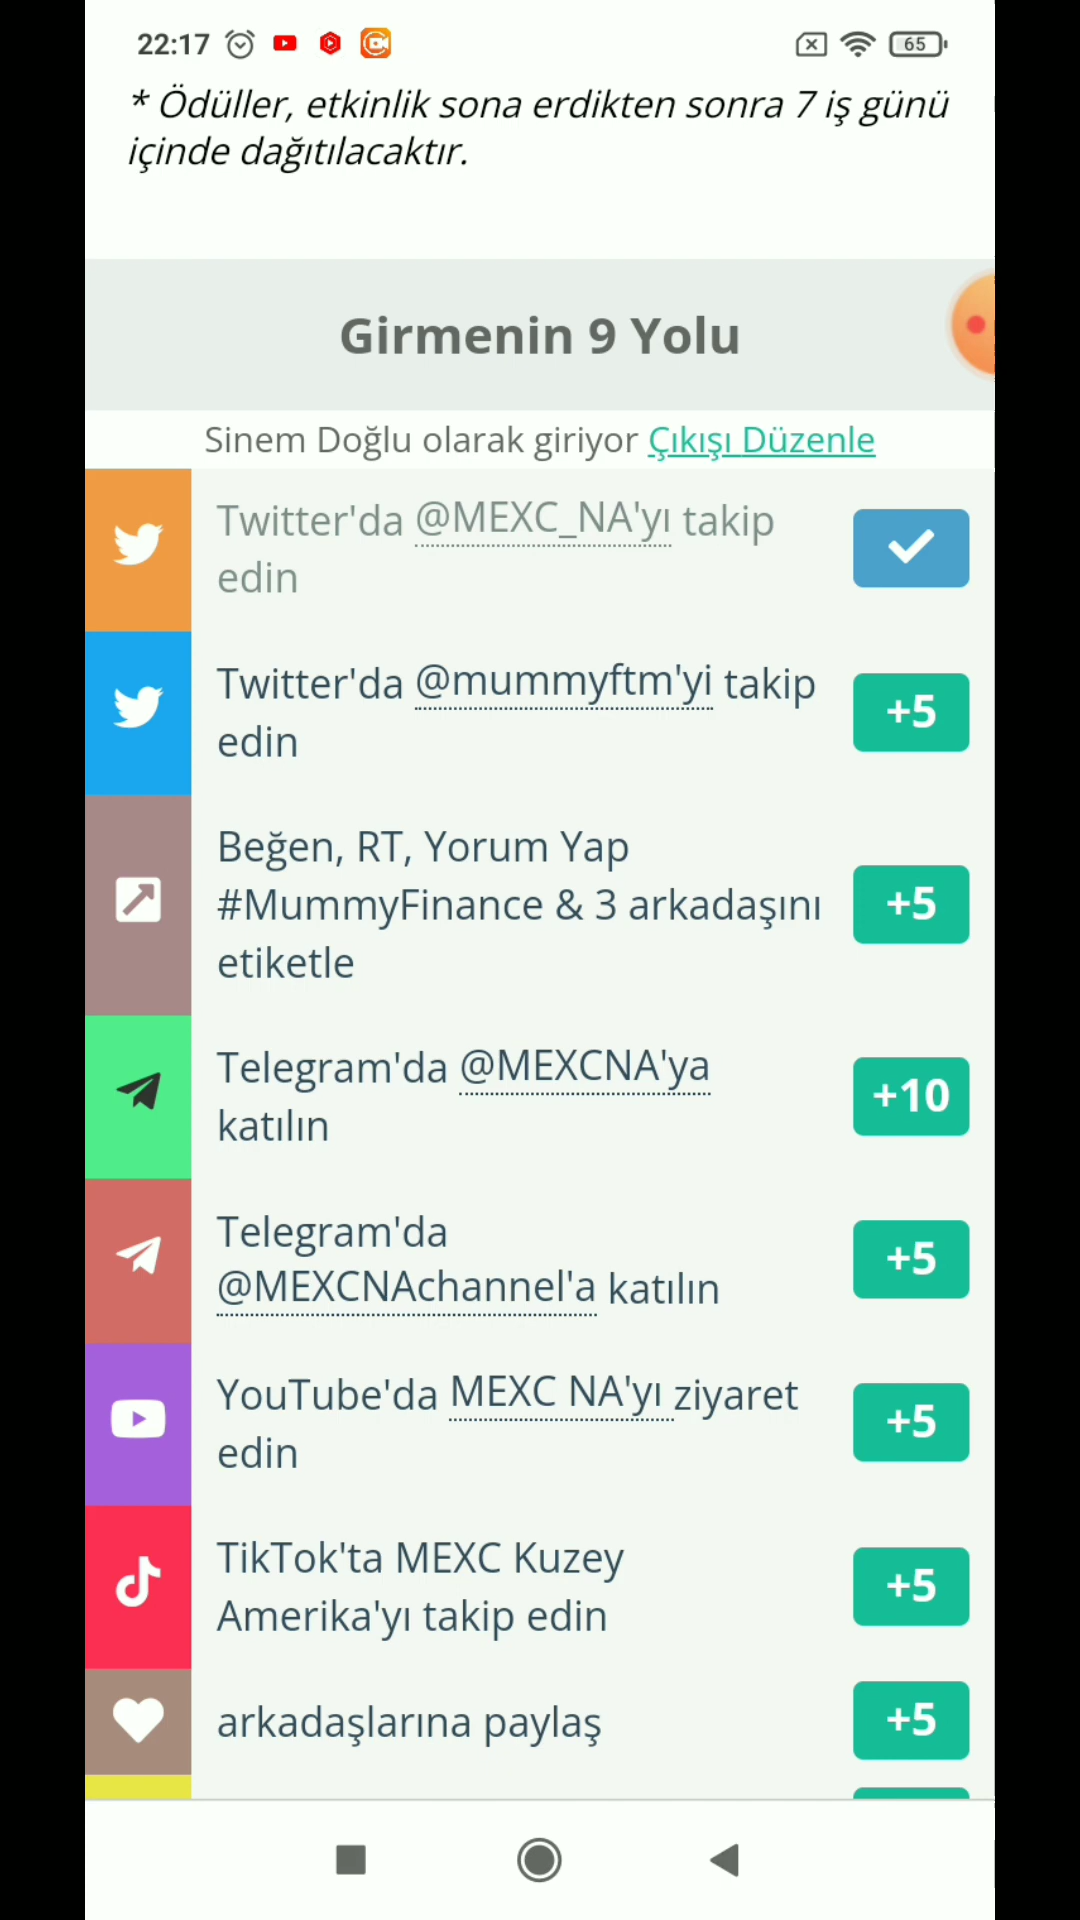 22:17
65
* Ödüller, etkinlik sona erdikten sonra 7 iş günü
içinde dağıtılacaktır.
Girmenin 9 Yolu
Sinem Doğlu olarak giriyor Çıkışı Düzenle
Twitter'da @MEXC_NA'yı takip
edin
Twitter'da @mummyftm'yi takip
edin
+5
Beğen, RT, Yorum Yap
#MummyFinance & 3 arkadaşını
etiketle
+5
Telegram'da @MEXCNA'ya
katılın
+10
Telegram'da
@MEXCNAchannel'a katılın
+5
YouTube'da MEXC NA'yı ziyaret
edin
+5
TikTok'ta MEXC Kuzey
Amerika'yı takip edin
+5
arkadaşlarına paylaş
+5